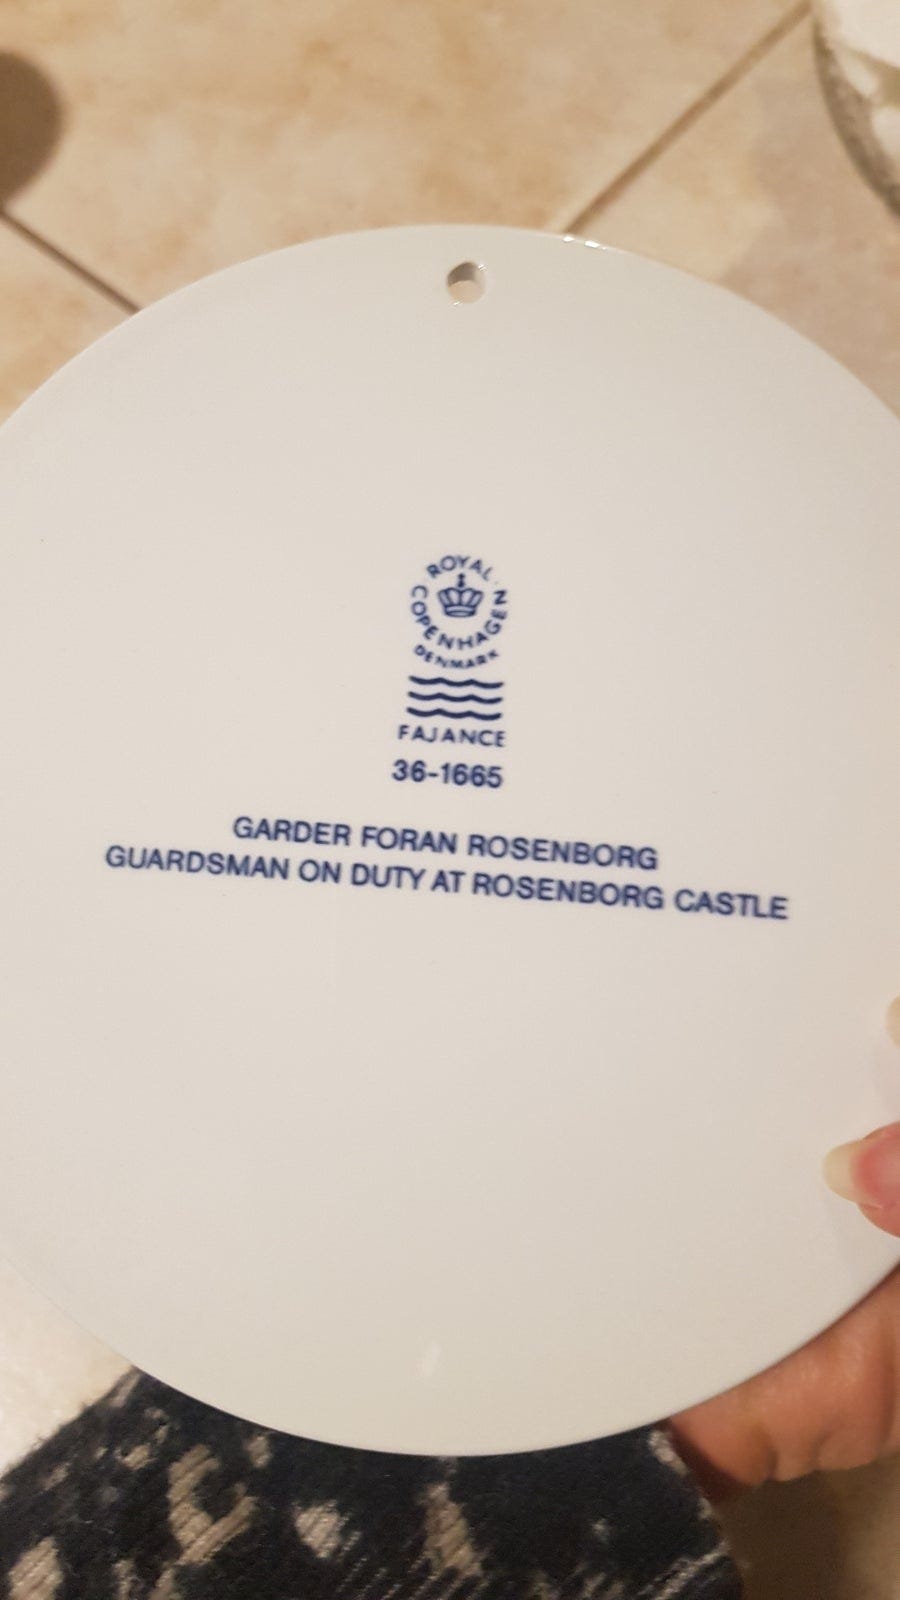 ROYAL COPENHAGEN
DENMARK
FAJANCE
36-1665
GARDER FORAN ROSENBORG
GUARDSMAN ON DUTY AT ROSENBORG CASTLE